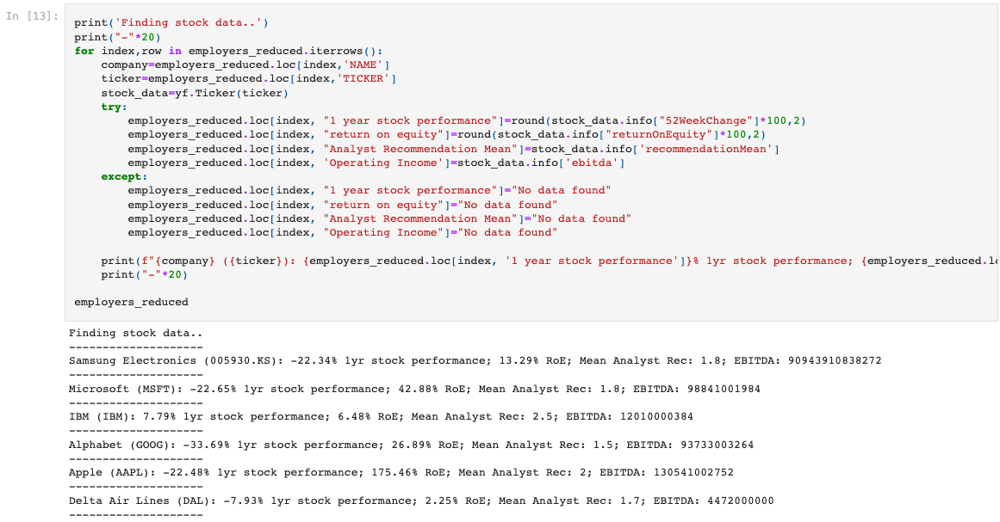 In [13]:
print('Finding stock data..')
print("-"*20)
for index,row in employers_reduced.iterrows():
    company=employers_reduced.loc[index,'NAME']
    ticker=employers_reduced.loc[index,'TICKER']
    stock_data=yf.Ticker(ticker)
    try:
        employers_reduced.loc[index, "1 year stock performance"]=round(stock_data.info["52WeekChange"]*100,2)
        employers_reduced.loc[index, "return on equity"]=round(stock_data.info["returnOnEquity"]*100,2)
        employers_reduced.loc[index, "Analyst Recommendation Mean"]=stock_data.info['recommendationMean']
        employers_reduced.loc[index, 'Operating Income']=stock_data.info['ebitda']
    except:
        employers_reduced.loc[index, "1 year stock performance"]="No data found"
        employers_reduced.loc[index, "return on equity"]="No data found"
        employers_reduced.loc[index, "Analyst Recommendation Mean"]="No data found"
        employers_reduced.loc[index, "Operating Income"]="No data found"
    print(f"{company} ({ticker}): {employers_reduced.loc[index, '1 year stock performance']}% 1yr stock performance; {employers_reduced.lo
    print("-"*20)
employers_reduced
Finding stock data..
--------------------
Samsung Electronics (005930.KS): -22.34% 1yr stock performance; 13.29% RoE; Mean Analyst Rec: 1.8; EBITDA: 90943910838272
--------------------
Microsoft (MSFT): -22.65% 1yr stock performance; 42.88% RoE; Mean Analyst Rec: 1.8; EBITDA: 98841001984
--------------------
IBM (IBM): 7.79% 1yr stock performance; 6.48% RoE; Mean Analyst Rec: 2.5; EBITDA: 12010000384
--------------------
Alphabet (GOOG): -33.69% 1yr stock performance; 26.89% RoE; Mean Analyst Rec: 1.5; EBITDA: 93733003264
--------------------
Apple (AAPL): -22.48% 1yr stock performance; 175.46% RoE; Mean Analyst Rec: 2; EBITDA: 130541002752
--------------------
Delta Air Lines (DAL): -7.93% 1yr stock performance; 2.25% RoE; Mean Analyst Rec: 1.7; EBITDA: 4472000000
--------------------